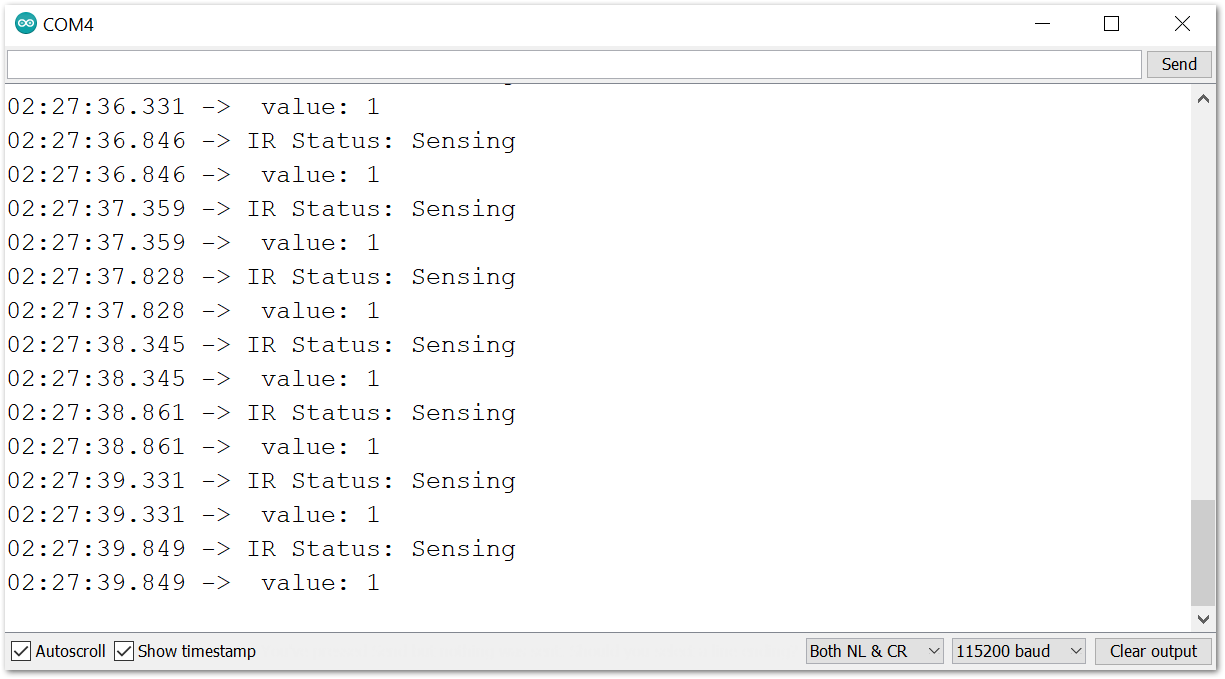 COM4
Send
02:27:36.331 ->  value: 1
02:27:36.846 -> IR Status: Sensing
02:27:36.846 ->  value: 1
02:27:37.359 -> IR Status: Sensing
02:27:37.359 ->  value: 1
02:27:37.828 -> IR Status: Sensing
02:27:37.828 ->  value: 1
02:27:38.345 -> IR Status: Sensing
02:27:38.345 ->  value: 1
02:27:38.861 -> IR Status: Sensing
02:27:38.861 ->  value: 1
02:27:39.331 -> IR Status: Sensing
02:27:39.331 ->  value: 1
02:27:39.849 -> IR Status: Sensing
02:27:39.849 ->  value: 1
Autoscroll Show timestamp Both NL & CR 115200 baud Clear output